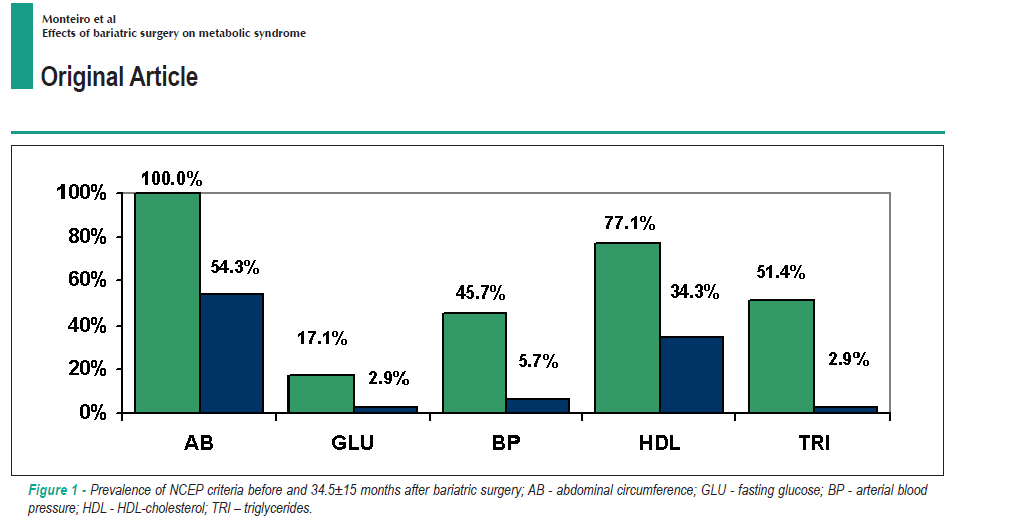 Monteiro et al
Effects of bariatric surgery on metabolic syndrome
Original Article
100.0%
100%
77.1%
80%
54.3%
51.4%
60%
45.7%
34.3%
40%
17.1%
5.7%
2.9%
20%
2.9%
0%
AB GLU BP HDL TRI
Figure 1 - Prevalence of NCEP criteria before and 34.5±15 months after bariatric surgery; AB - abdominal circumference; GLU - fasting glucose; BP - arterial blood
pressure; HDL - HDL-cholesterol; TRI – triglycerides.